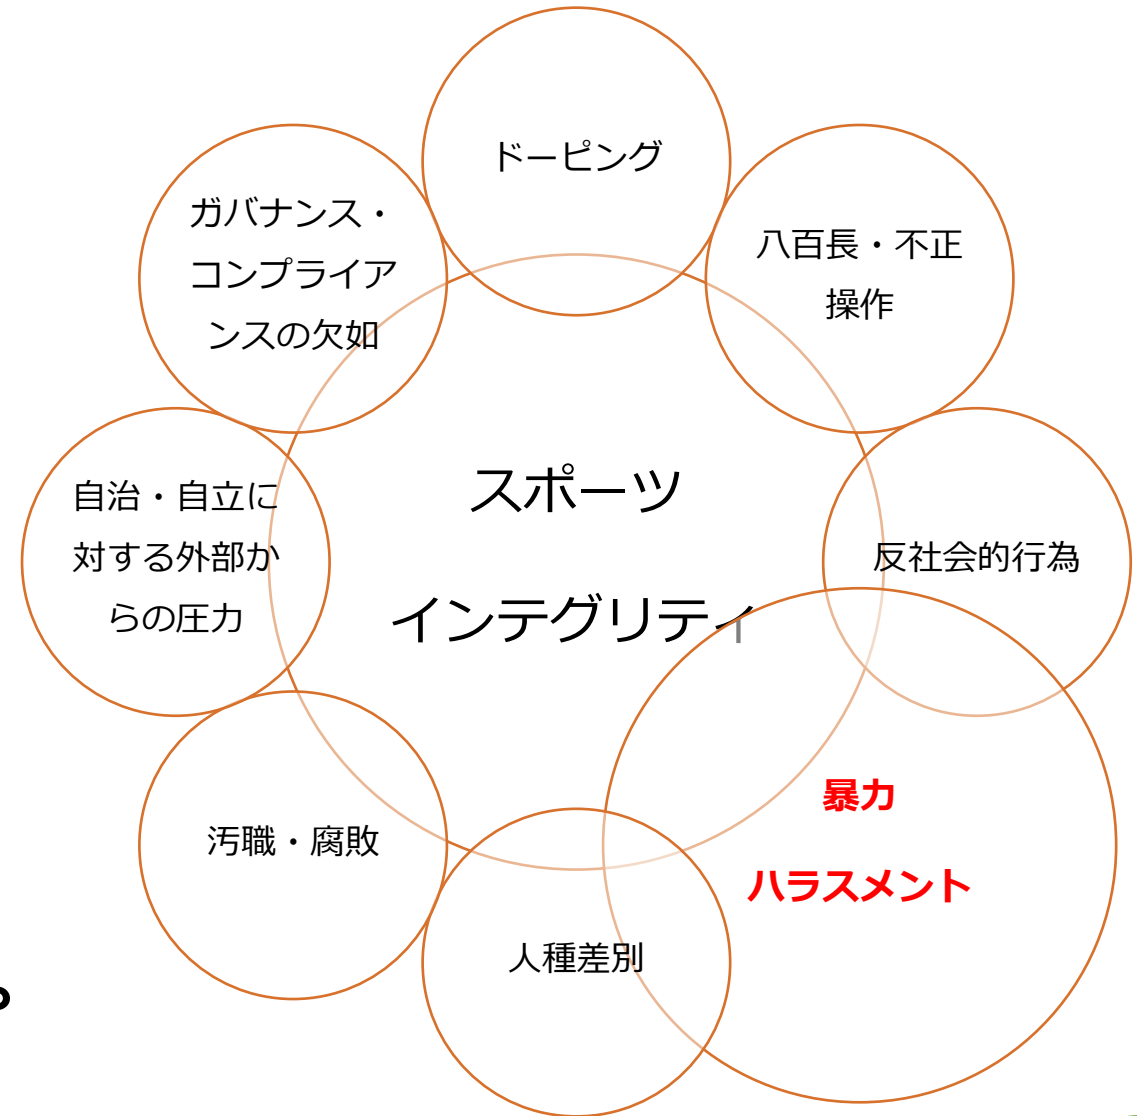 ドーピング
ガバナンス・
コンプライア
ンスの欠如
八百長・不正
操作
スポーツ
インテグリティ
自治・自立に
対する外部か
らの圧力
反社会的行為
暴力
ハラスメント
汚職・腐敗
人種差別